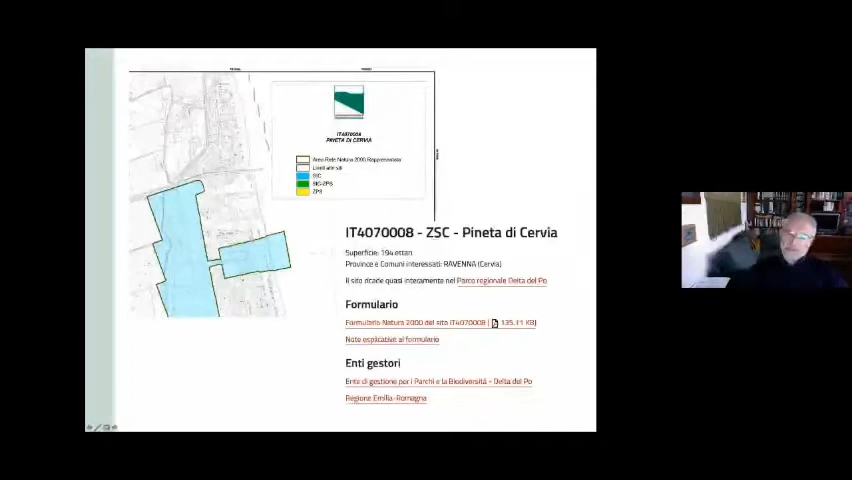 IT4070008
PINETA DI CERVIA
Area Rete Natura 2000 Rappresentata
Limiti altri siti
SIC
SIC-ZPS
ZPS
IT4070008 - ZSC - Pineta di Cervia
Superficie: 194 ettari
Province e Comuni interessati: RAVENNA (Cervia)
Il sito ricade quasi interamente nel Parco regionale Delta del Po
Formulario
Formulario Natura 2000 del sito IT4070008 ( 135.11 KB)
Note esplicative al formulario
Enti gestori
Ente di gestione per i Parchi e la Biodiversità - Delta del Po
Regione Emilia-Romagna